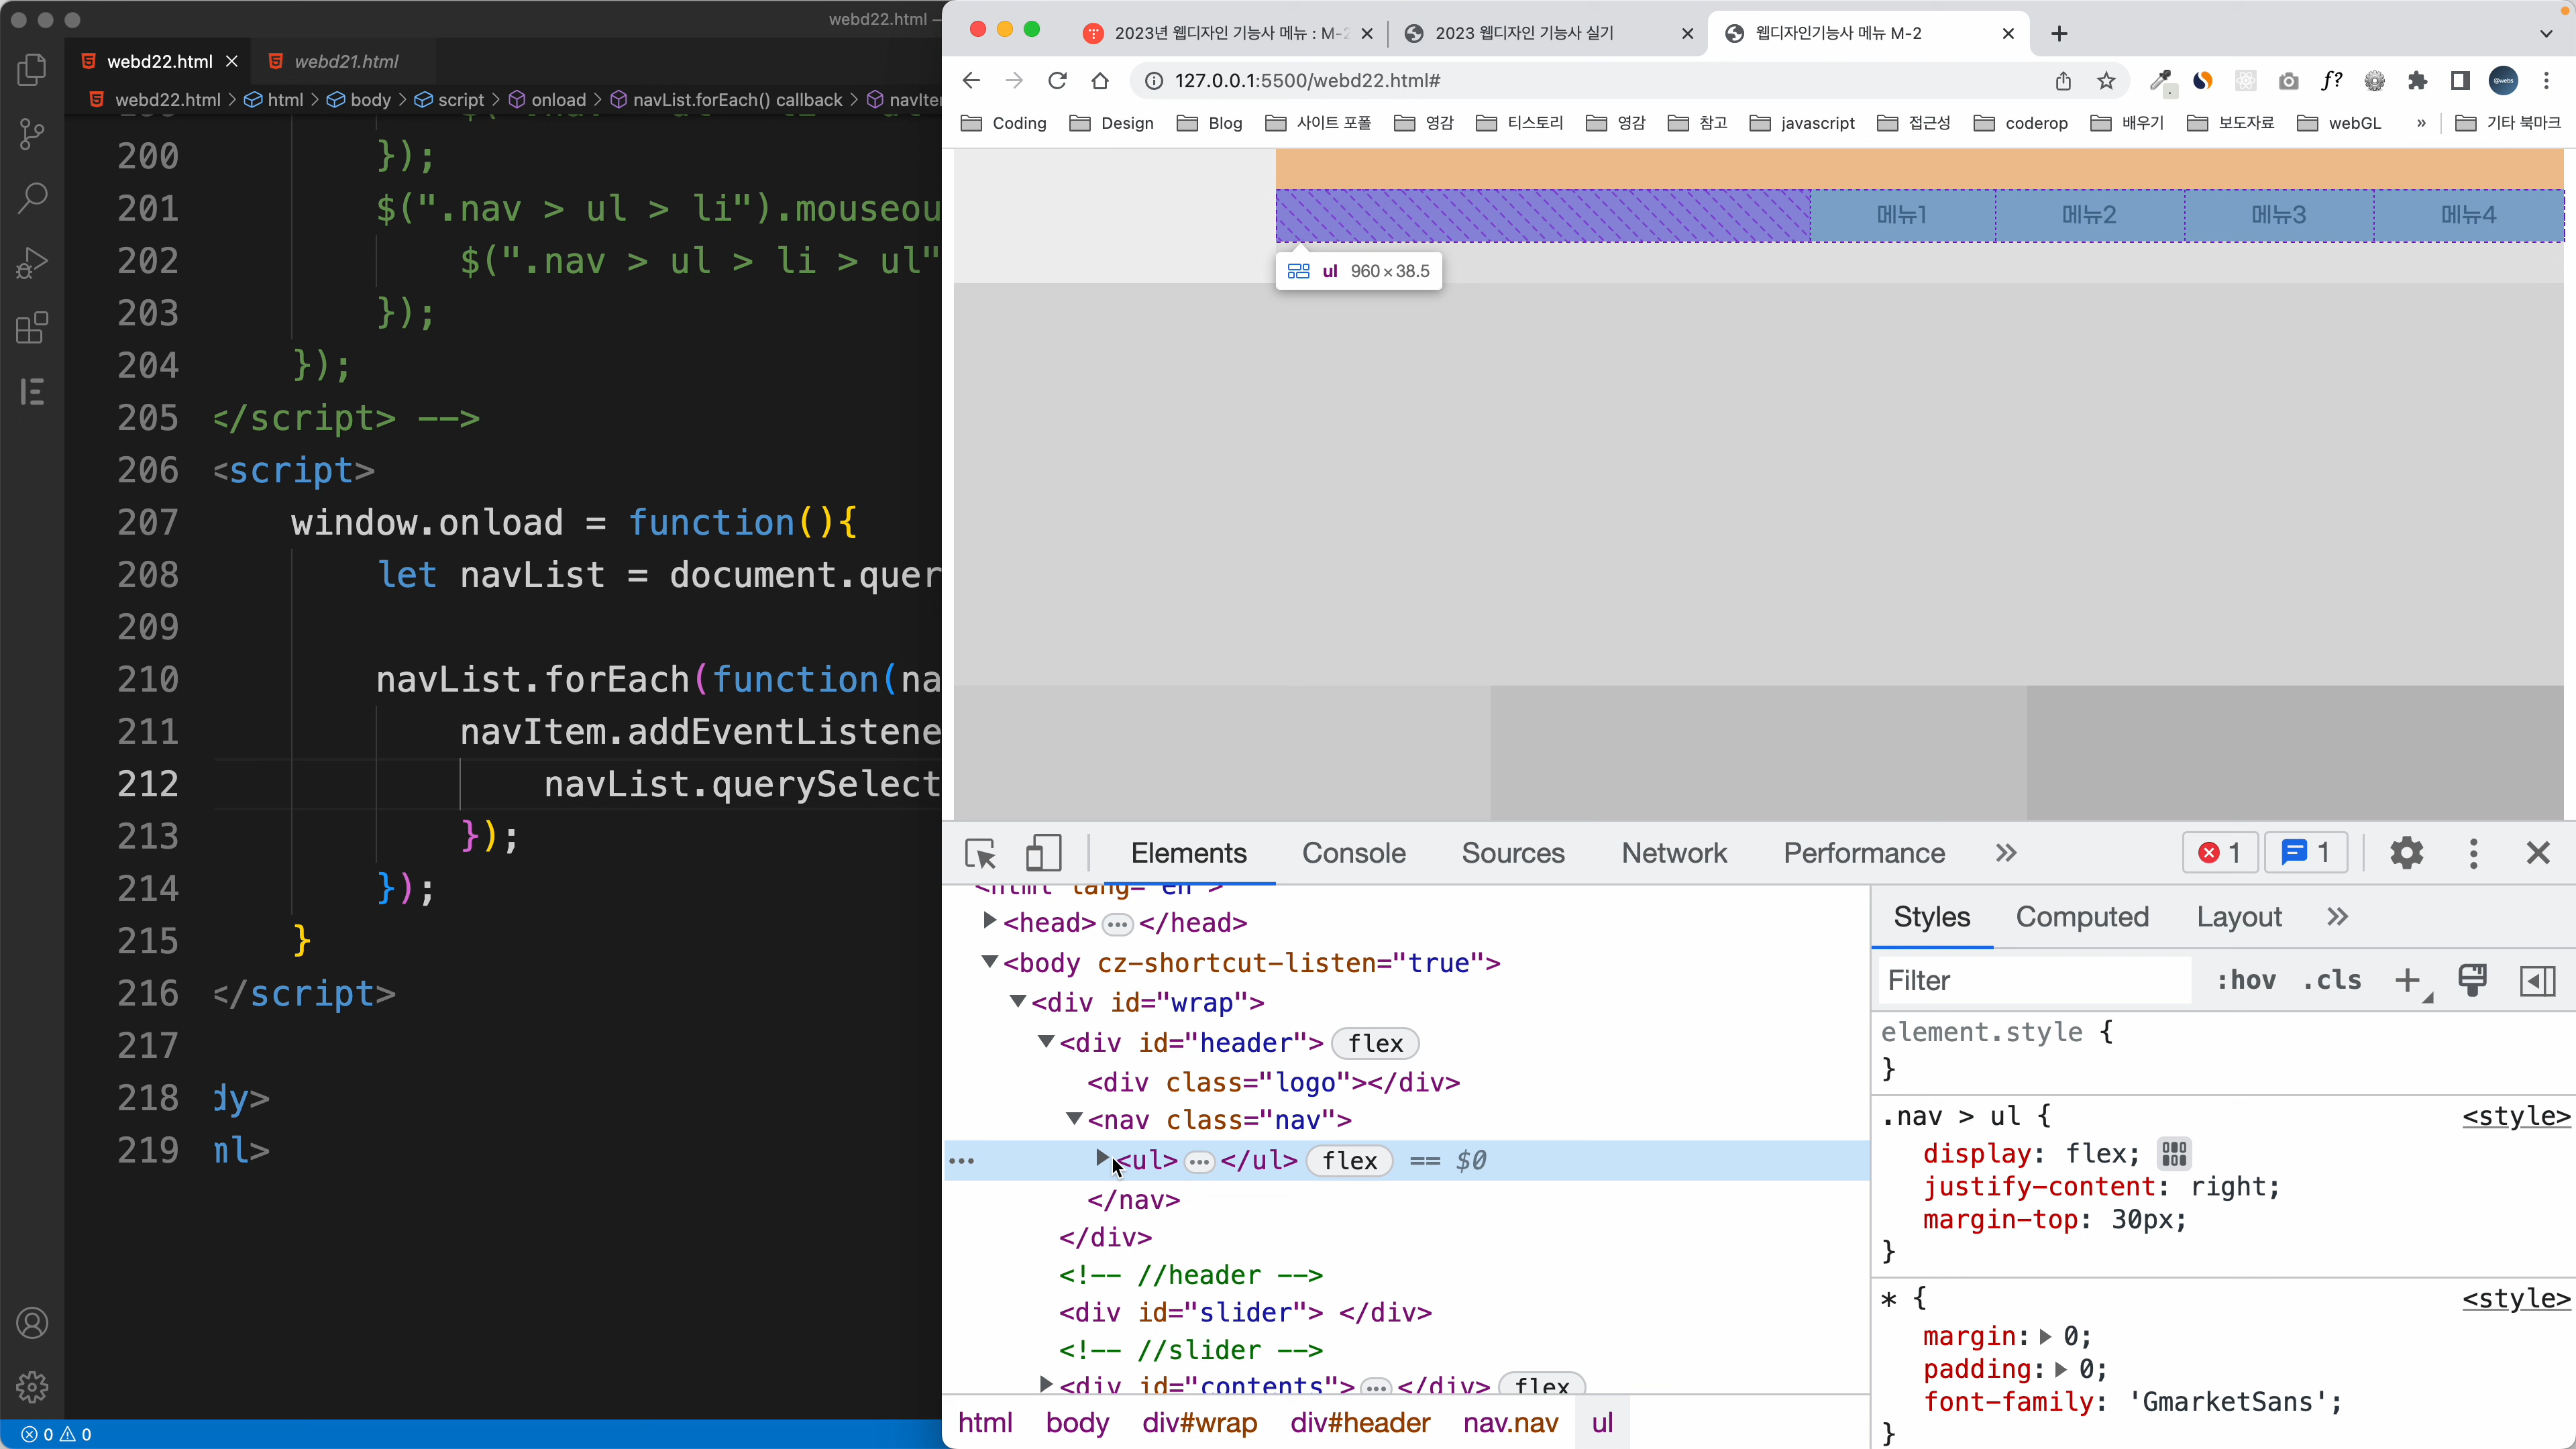 webd22.html —
webd22.html
webd21.html
webd22.html > html > body > script > onload > navList.forEach() callback >
200 });
201 $(".nav > ul > li").mouseou
202 $(".nav > ul > li > ul"
203 });
204 });
205 </script> -->
206 <script>
207 window.onload = function(){
208 let navList = document.quer
209
210 navList.forEach(function(na
211 navItem.addEventListene
212 navList.querySelect
213 });
214 });
215 }
216 </script>
217
218 dy>
219 ml>
0 0
2023년 웹디자인 기능사 메뉴 : M-2
2023 웹디자인 기능사 실기
웹디자인기능사 메뉴 M-2
127.0.0.1:5500/webd22.html#
f?
Coding Design Blog 사이트 포폴 영감 티스토리 영감 참고 javascript 접근성 coderop 배우기 보도자료 webGL » 기타 북마크
메뉴1 메뉴2 메뉴3 메뉴4
ul 960×38.5
Elements Console Sources Network Performance » 1 1
<html lang="en">
<head> ••• </head>
<body cz-shortcut-listen="true">
<div id="wrap">
<div id="header"> flex
<div class="logo"></div>
<nav class="nav">
••• <ul> ••• </ul> flex == $0
</nav>
</div>
<!-- //header -->
<div id="slider"> </div>
<!-- //slider -->
<div id="contents"> ••• </div> flex
html body div#wrap div#header nav.nav ul
Styles Computed Layout »
Filter :hov .cls +
element.style {
}
.nav > ul { <style>
display: flex;
justify-content: right;
margin-top: 30px;
}
* { <style>
margin: 0;
padding: 0;
font-family: 'GmarketSans';
}